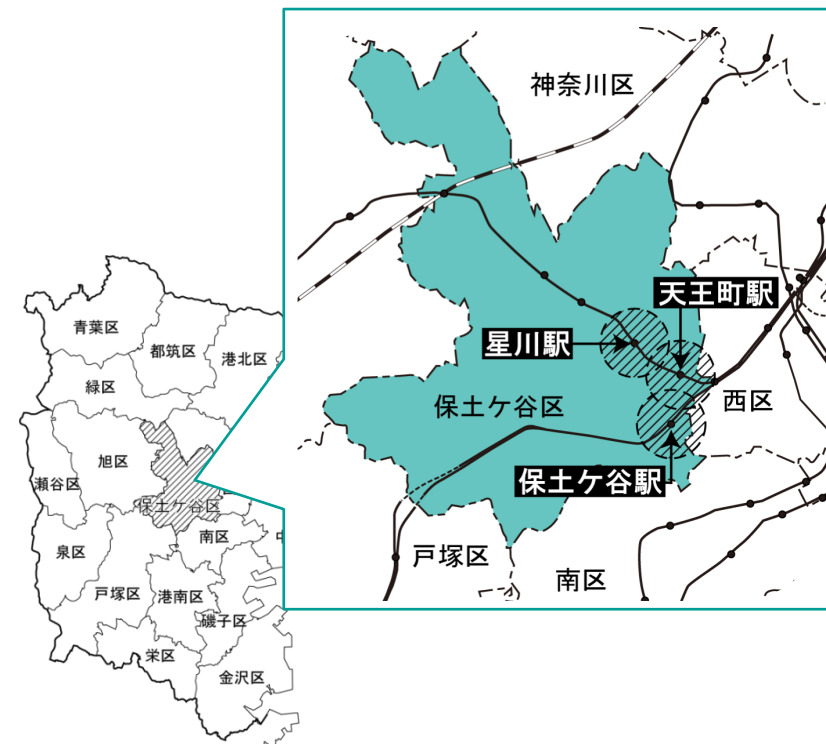 神奈川区
天王町駅
星川駅
保土ケ谷区
西区
保土ケ谷駅
戸塚区
南区
青葉区
都筑区
港北区
緑区
旭区
瀬谷区
保土ケ谷区
南区
泉区
戸塚区
港南区
磯子区
栄区
金沢区